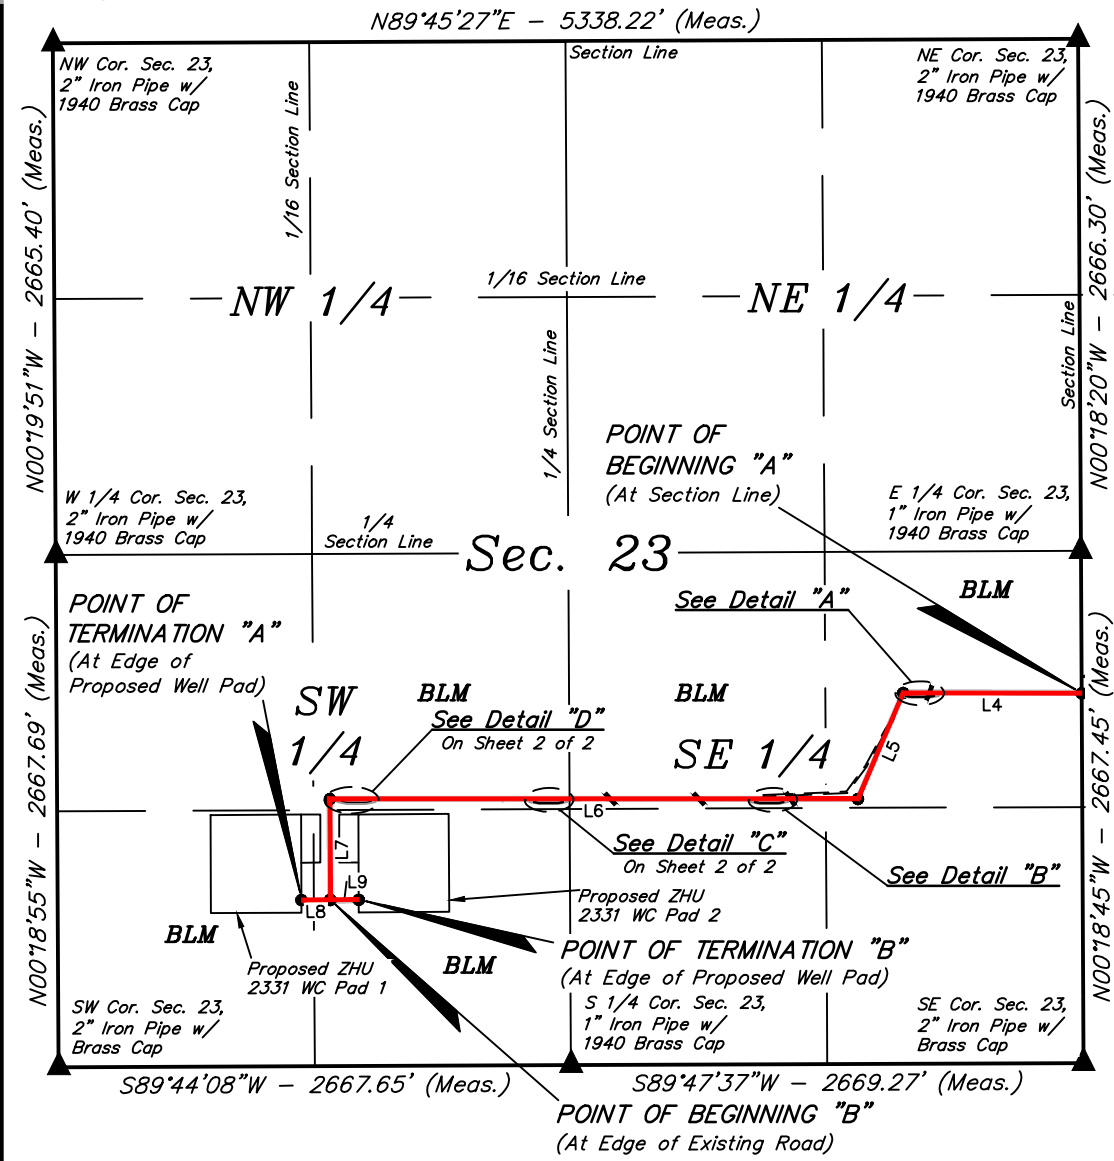 N89°45'27"E - 5338.22' (Meas.)
Section Line
NW Cor. Sec. 23,
2" Iron Pipe w/
1940 Brass Cap
NE Cor. Sec. 23,
2" Iron Pipe w/
1940 Brass Cap
1/16 Section Line
N00°19'51"W - 2665.40' (Meas.)
N00°18'20"W - 2666.30' (Meas.)
1/16 Section Line
NW 1/4
NE 1/4
Section Line
1/4 Section Line
POINT OF
BEGINNING "A"
(At Section Line)
W 1/4 Cor. Sec. 23,
2" Iron Pipe w/
1940 Brass Cap
1/4
Section Line
E 1/4 Cor. Sec. 23,
1" Iron Pipe w/
1940 Brass Cap
Sec. 23
POINT OF
TERMINATION "A"
(At Edge of
Proposed Well Pad)
See Detail "A"
BLM
N00°18'55"W - 2667.69' (Meas.)
N00°18'45"W - 2667.45' (Meas.)
SW
1/4
BLM
See Detail "D"
On Sheet 2 of 2
BLM
SE 1/4
L4
L5
L6
L7
L8
L9
See Detail "C"
On Sheet 2 of 2
See Detail "B"
Proposed ZHU
2331 WC Pad 2
BLM
Proposed ZHU
2331 WC Pad 1
BLM
POINT OF TERMINATION "B"
(At Edge of Proposed Well Pad)
SW Cor. Sec. 23,
2" Iron Pipe w/
Brass Cap
S 1/4 Cor. Sec. 23,
1" Iron Pipe w/
1940 Brass Cap
SE Cor. Sec. 23,
2" Iron Pipe w/
Brass Cap
S89°44'08"W - 2667.65' (Meas.)
S89°47'37"W - 2669.27' (Meas.)
POINT OF BEGINNING "B"
(At Edge of Existing Road)